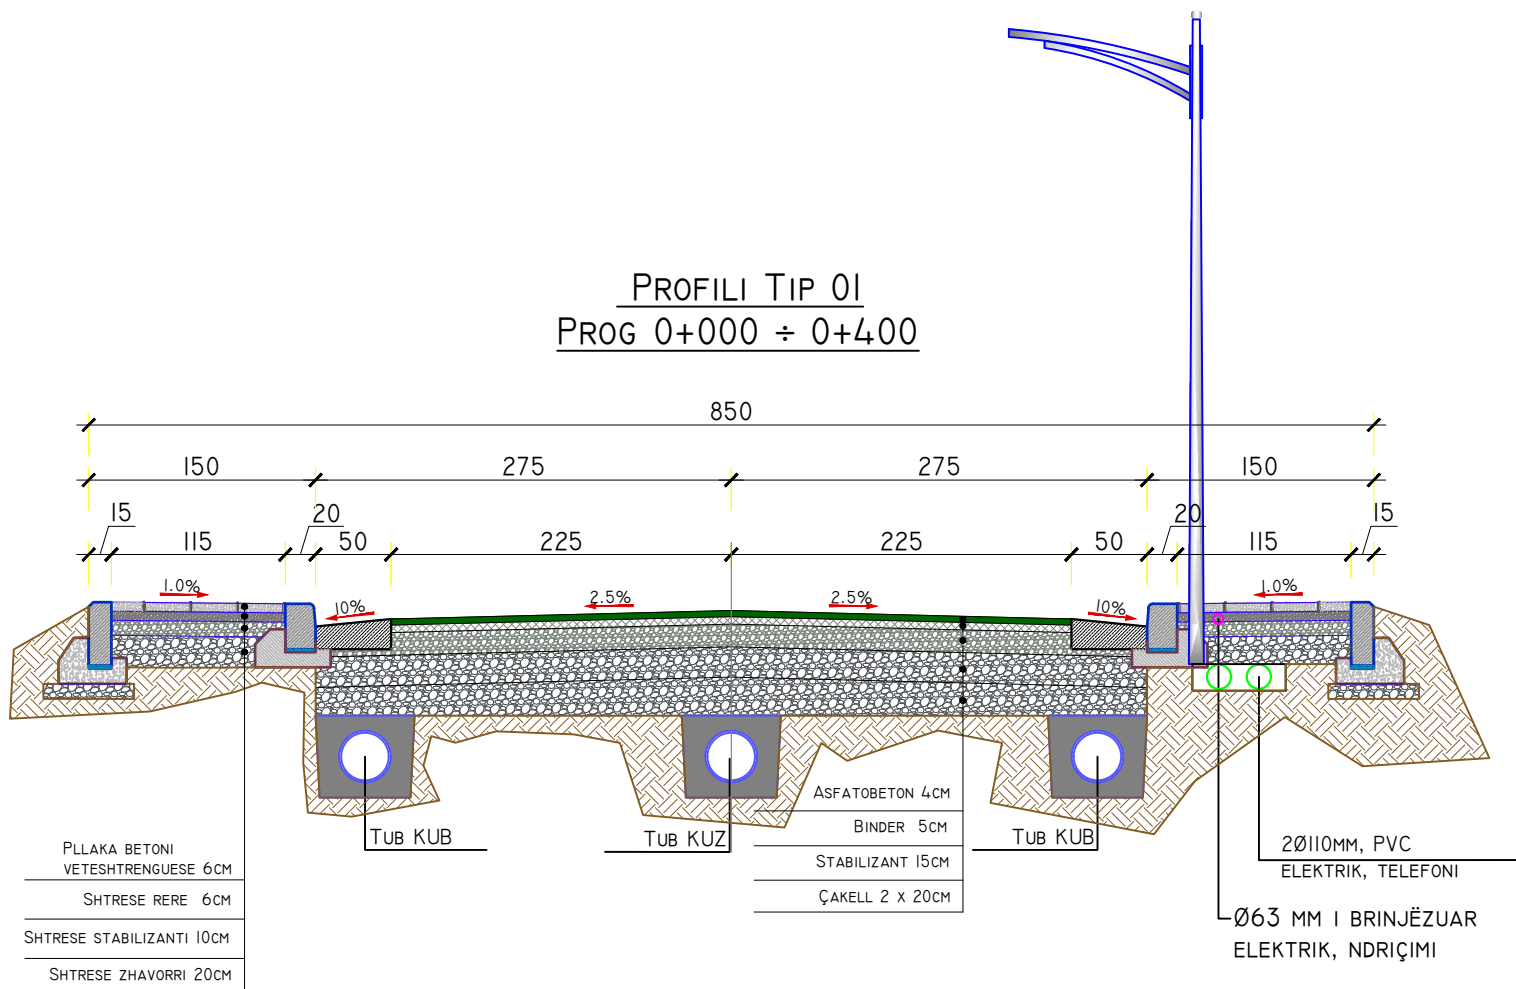 PROFILI TIP 01
PROG 0+000 ÷ 0+400
850
150 275 275 150
15 20 20 15
115 50 225 225 50 115
1.0% 10% 2.5% 2.5% 10% 1.0%
TUB KUB
TUB KUZ
TUB KUB
ASFATOBETON 4CM
BINDER 5CM
STABILIZANT 15CM
ÇAKELL 2 X 20CM
PLLAKA BETONI
VETESHTRENGUESE 6CM
SHTRESE RERE 6CM
SHTRESE STABILIZANTI 10CM
SHTRESE ZHAVORRI 20CM
2Ø110MM, PVC
ELEKTRIK, TELEFONI
Ø63 MM I BRINJËZUAR
ELEKTRIK, NDRIÇIMI